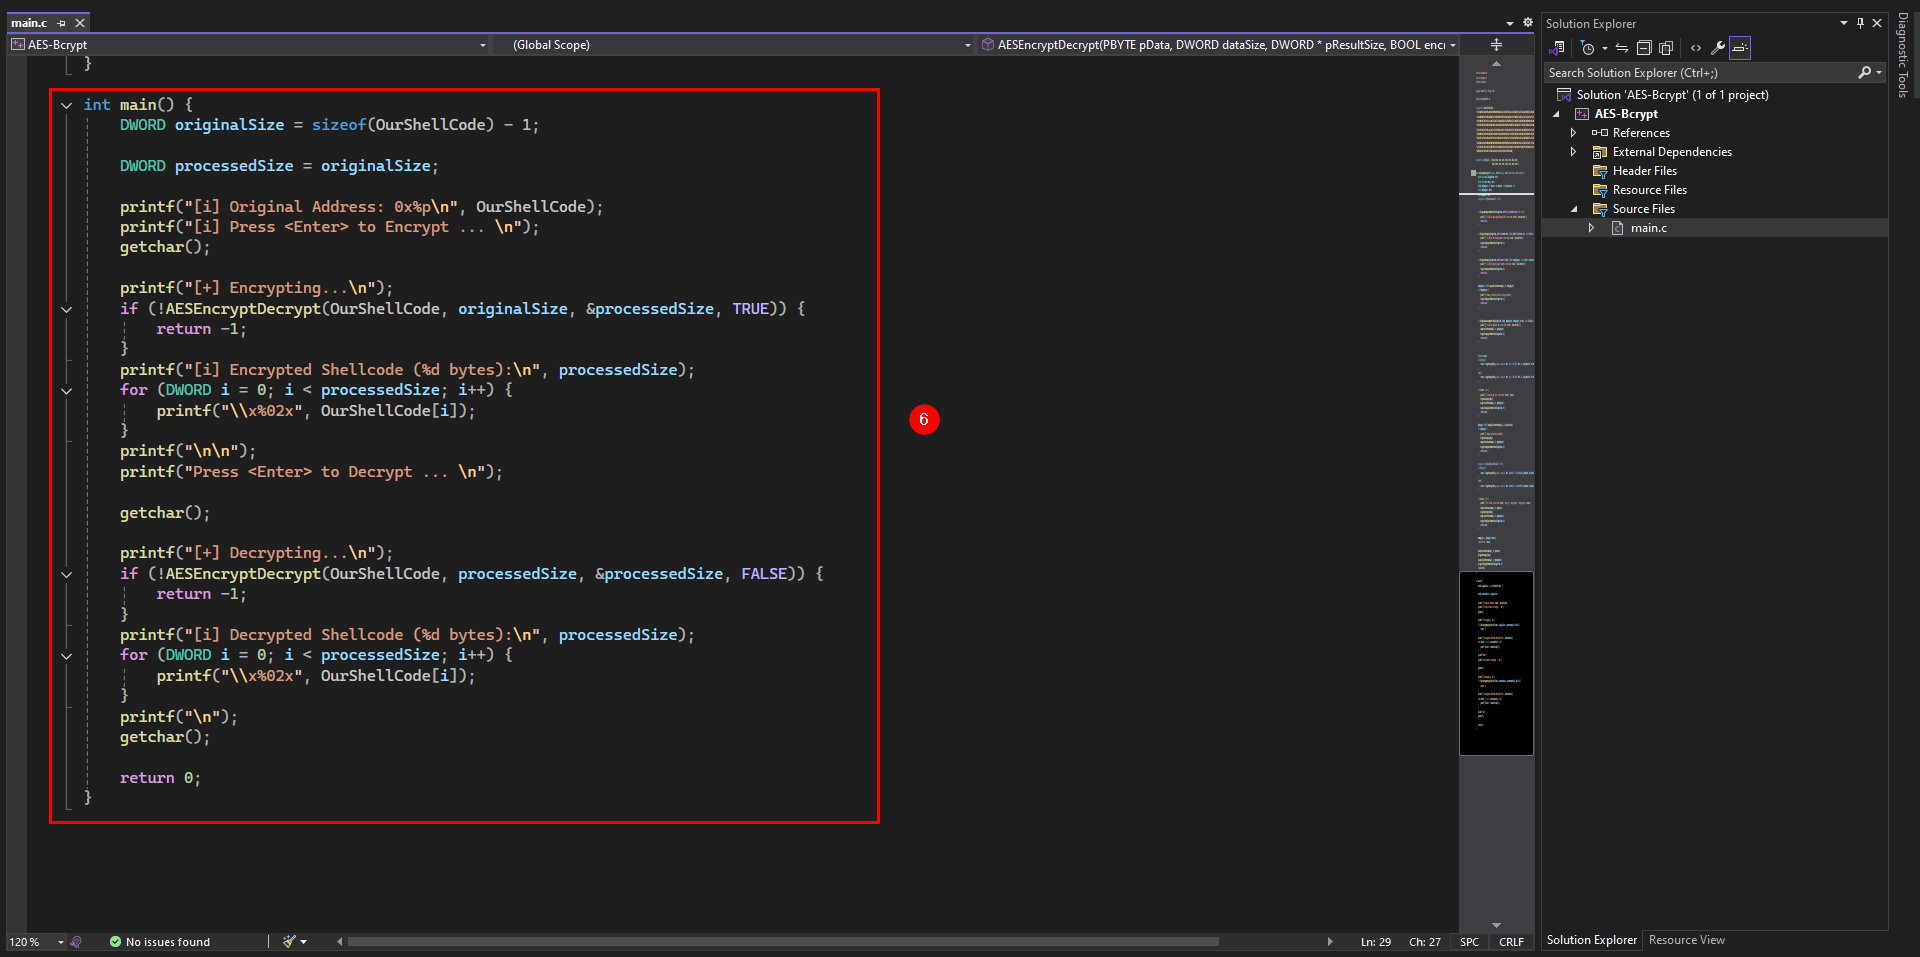 main.c
AES-Bcrypt
(Global Scope)
AESEncryptDecrypt(PBYTE pData, DWORD dataSize, DWORD * pResultSize, BOOL encr
}
int main() {
DWORD originalSize = sizeof(OurShellCode) - 1;
DWORD processedSize = originalSize;
printf("[i] Original Address: 0x%p\n", OurShellCode);
printf("[i] Press <Enter> to Encrypt ... \n");
getchar();
printf("[+] Encrypting...\n");
if (!AESEncryptDecrypt(OurShellCode, originalSize, &processedSize, TRUE)) {
return -1;
}
printf("[i] Encrypted Shellcode (%d bytes):\n", processedSize);
for (DWORD i = 0; i < processedSize; i++) {
printf("\\x%02x", OurShellCode[i]);
}
printf("\n\n");
printf("Press <Enter> to Decrypt ... \n");
getchar();
printf("[+] Decrypting...\n");
if (!AESEncryptDecrypt(OurShellCode, processedSize, &processedSize, FALSE)) {
return -1;
}
printf("[i] Decrypted Shellcode (%d bytes):\n", processedSize);
for (DWORD i = 0; i < processedSize; i++) {
printf("\\x%02x", OurShellCode[i]);
}
printf("\n");
getchar();
return 0;
}
6
120 %
No issues found
Ln: 29
Ch: 27
SPC
CRLF
Solution Explorer
Search Solution Explorer (Ctrl+;)
Solution 'AES-Bcrypt' (1 of 1 project)
AES-Bcrypt
References
External Dependencies
Header Files
Resource Files
Source Files
main.c
Solution Explorer
Resource View
Diagnostic Tools